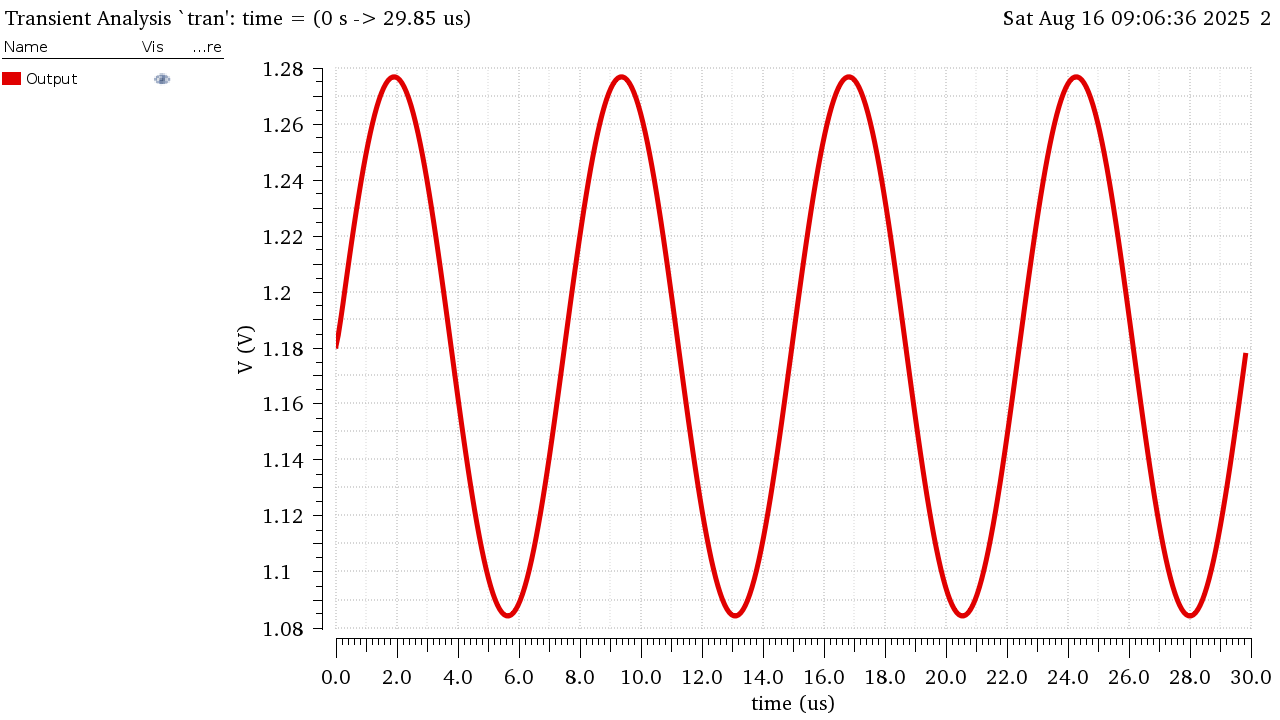 Transient Analysis `tran': time = (0 s -> 29.85 us)
Sat Aug 16 09:06:36 2025 2
Name Vis ...re
Output
1.28
1.26
1.24
1.22
1.2
1.18
1.16
1.14
1.12
1.1
1.08
V (V)
0.0 2.0 4.0 6.0 8.0 10.0 12.0 14.0 16.0 18.0 20.0 22.0 24.0 26.0 28.0 30.0
time (us)